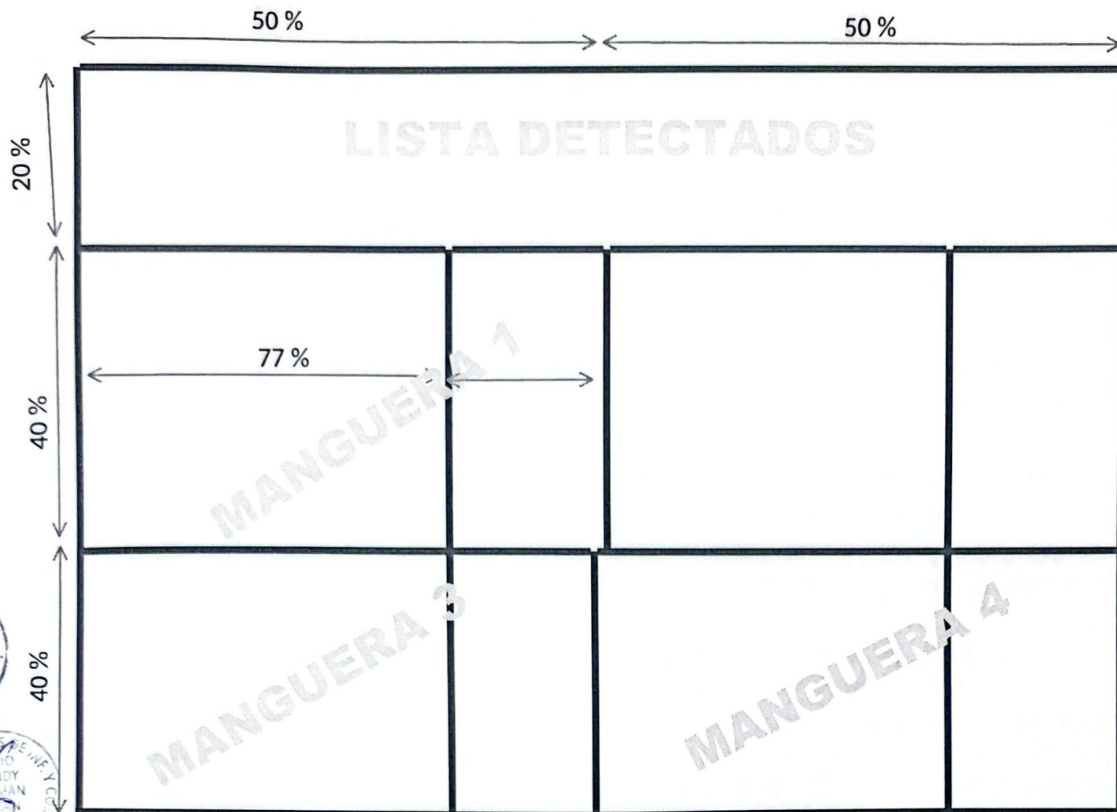 50 %
50 %
20 %
LISTA DETECTADOS
40 %
77 %
MANGUERA 1
40 %
MANGUERA 3
MANGUERA 4